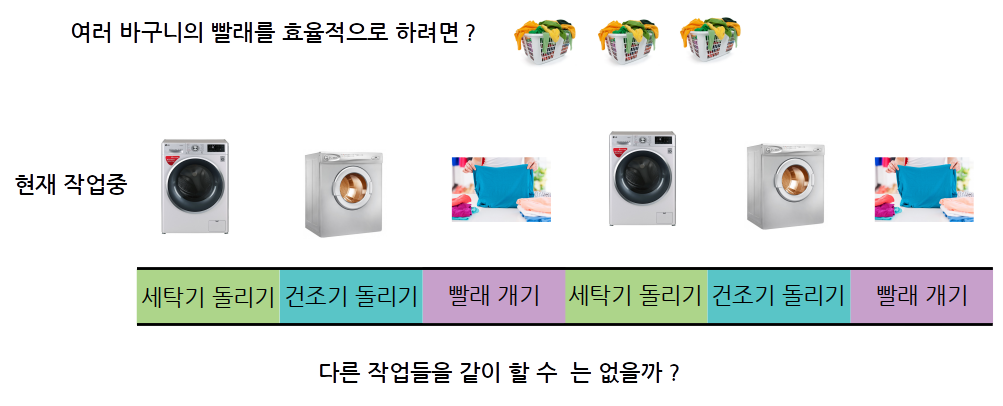 여러 바구니의 빨래를 효율적으로 하려면 ?
현재 작업중
세탁기 돌리기 건조기 돌리기 빨래 개기 세탁기 돌리기 건조기 돌리기 빨래 개기
다른 작업들을 같이 할 수 는 없을까 ?